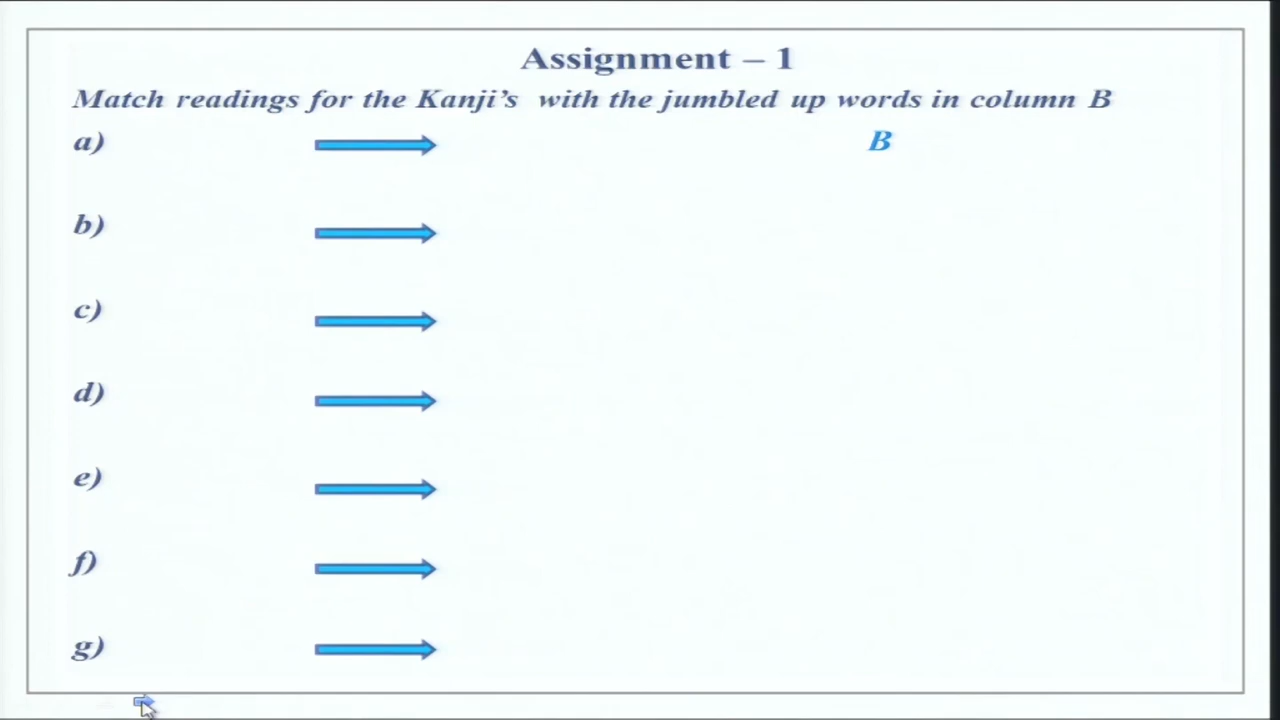 Assignment – 1
Match readings for the Kanji’s with the jumbled up words in column B
a)
B
b)
c)
d)
e)
f)
g)